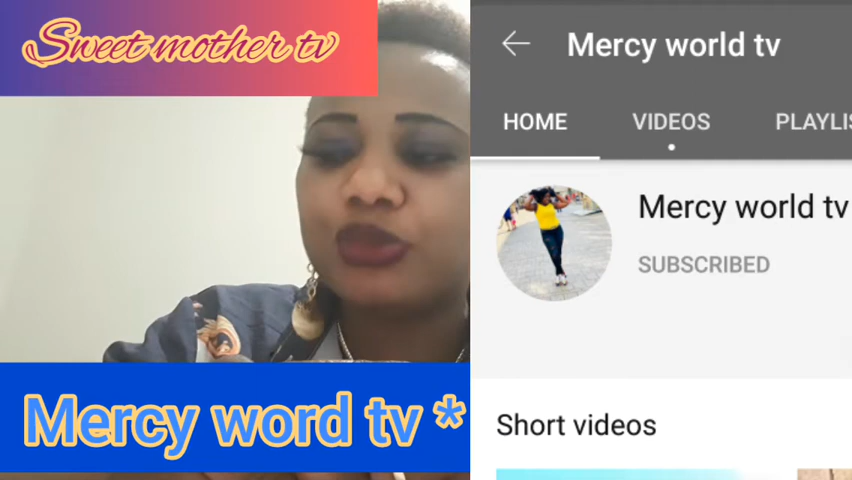 Sweet mother tv
Mercy word tv *
Mercy world tv
HOME VIDEOS PLAYLIS
Mercy world tv
SUBSCRIBED
Short videos